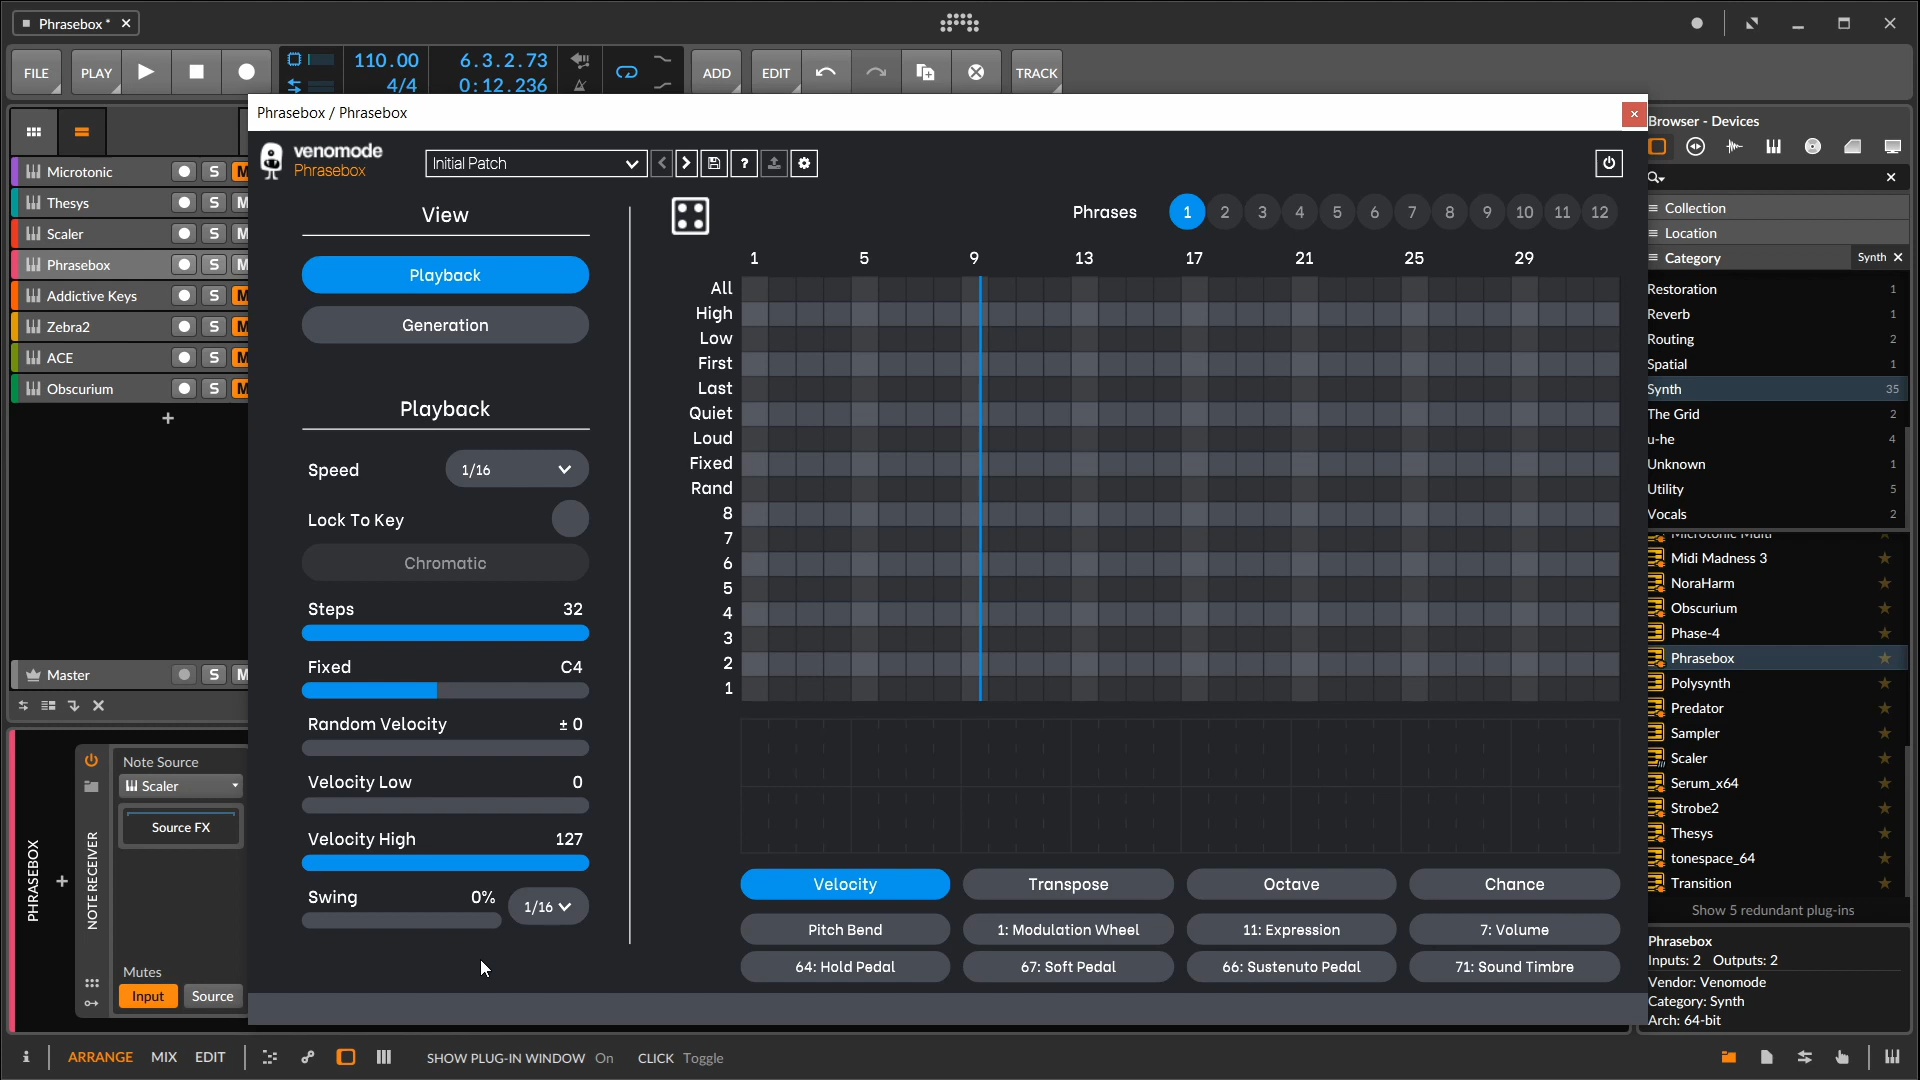 Phrasebox *
FILE
PLAY
110.00
4/4
6.3.2.73
0:12.236
ADD
EDIT
TRACK
Phrasebox / Phrasebox
Browser - Devices
venomode
Phrasebox
Initial Patch
?
Microtonic
S
M
Thesys
S
M
Scaler
S
M
Phrasebox
S
M
Addictive Keys
S
M
Zebra2
S
M
ACE
S
M
Obscurium
S
M
+
Master
S
M
View
Playback
Generation
Playback
Speed
1/16
Lock To Key
Chromatic
Steps
32
Fixed
C4
Random Velocity
± 0
Velocity Low
0
Velocity High
127
Swing
0%
1/16
Phrases
1 2 3 4 5 6 7 8 9 10 11 12
1 5 9 13 17 21 25 29
All
High
Low
First
Last
Quiet
Loud
Fixed
Rand
8
7
6
5
4
3
2
1
Velocity
Transpose
Octave
Chance
Pitch Bend
1: Modulation Wheel
11: Expression
7: Volume
64: Hold Pedal
67: Soft Pedal
66: Sustenuto Pedal
71: Sound Timbre
Collection
Location
Category
Synth
Restoration 1
Reverb 1
Routing 2
Spatial 1
Synth 35
The Grid 2
u-he 4
Unknown 1
Utility 5
Vocals 2
Microtonic Multi
Midi Madness 3
NoraHarm
Obscurium
Phase-4
Phrasebox
Polysynth
Predator
Sampler
Scaler
Serum_x64
Strobe2
Thesys
tonespace_64
Transition
Show 5 redundant plug-ins
Phrasebox
Inputs: 2 Outputs: 2
Vendor: Venomode
Category: Synth
Arch: 64-bit
PHRASEBOX
+
NOTE RECEIVER
Note Source
Scaler
Source FX
Mutes
Input
Source
i
ARRANGE
MIX
EDIT
SHOW PLUG-IN WINDOW On
CLICK Toggle